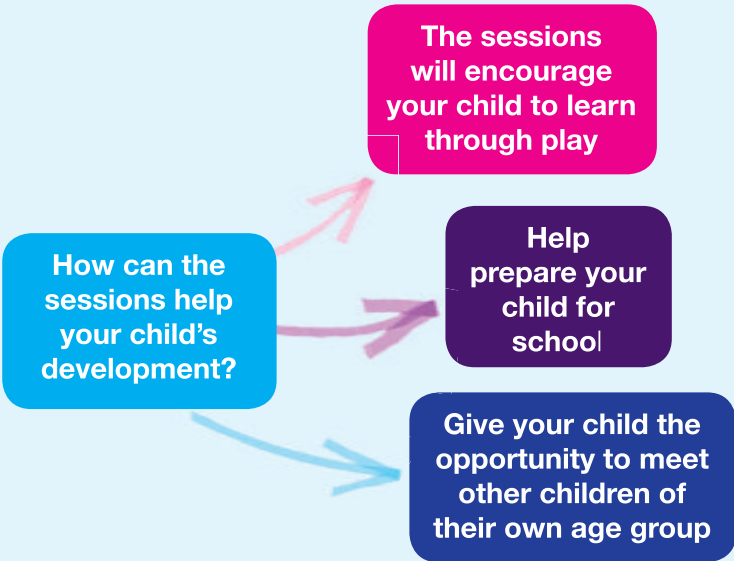 The sessions
will encourage
your child to learn
through play
How can the
sessions help
your child's
development?
Help
prepare your
child for
school
Give your child the
opportunity to meet
other children of
their own age group